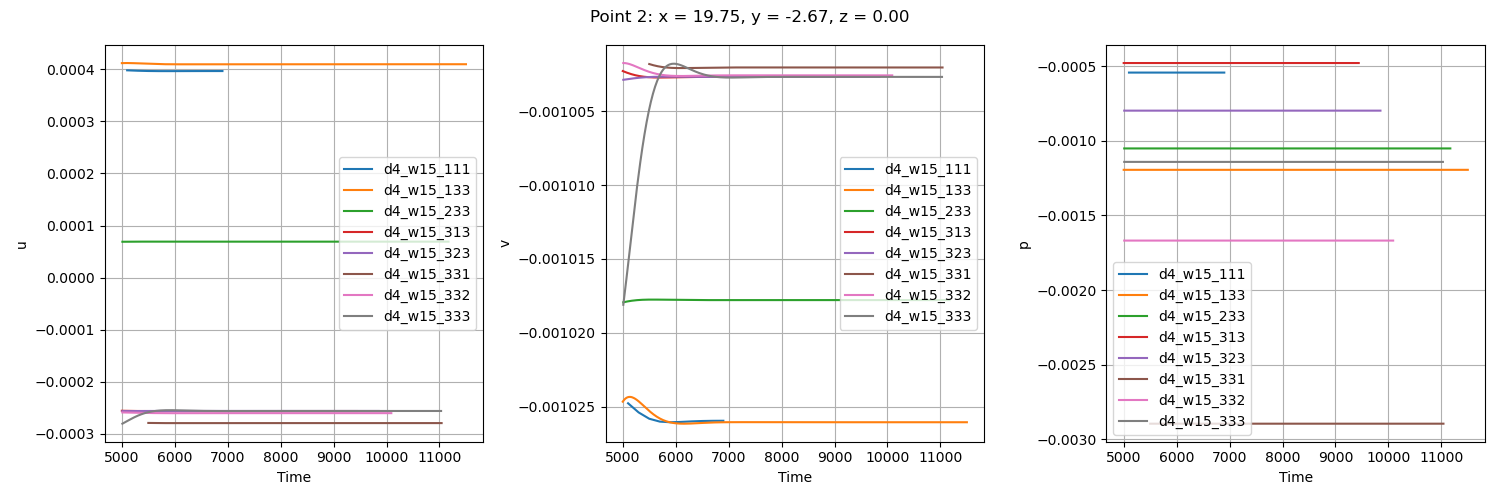 Point 2: x = 19.75, y = -2.67, z = 0.00
u
0.0004
0.0003
0.0002
0.0001
0.0000
−0.0001
−0.0002
−0.0003
5000 6000 7000 8000 9000 10000 11000
Time
d4_w15_111
d4_w15_133
d4_w15_233
d4_w15_313
d4_w15_323
d4_w15_331
d4_w15_332
d4_w15_333
v
−0.001005
−0.001010
−0.001015
−0.001020
−0.001025
5000 6000 7000 8000 9000 10000 11000
Time
d4_w15_111
d4_w15_133
d4_w15_233
d4_w15_313
d4_w15_323
d4_w15_331
d4_w15_332
d4_w15_333
p
−0.0005
−0.0010
−0.0015
−0.0020
−0.0025
−0.0030
5000 6000 7000 8000 9000 10000 11000
Time
d4_w15_111
d4_w15_133
d4_w15_233
d4_w15_313
d4_w15_323
d4_w15_331
d4_w15_332
d4_w15_333